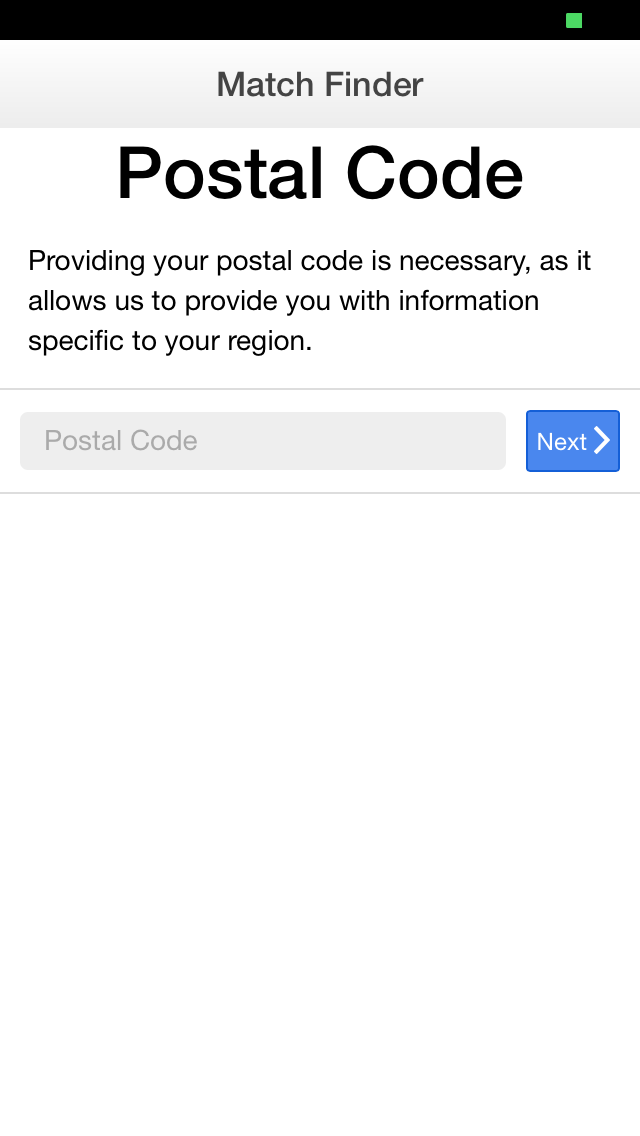 Match Finder
Postal Code
Providing your postal code is necessary, as it
allows us to provide you with information
specific to your region.
Postal Code
Next